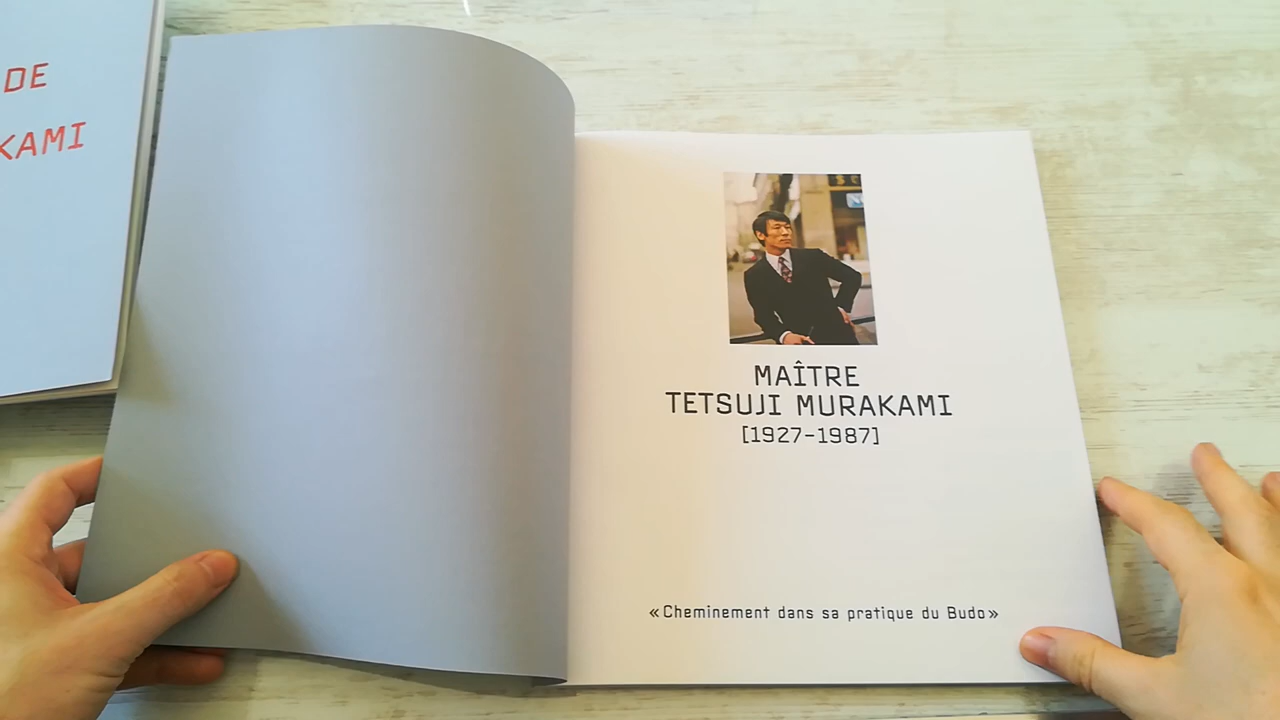 DE
KAMI
MAÎTRE
TETSUJI MURAKAMI
[1927-1987]
«Cheminement dans sa pratique du Budo»